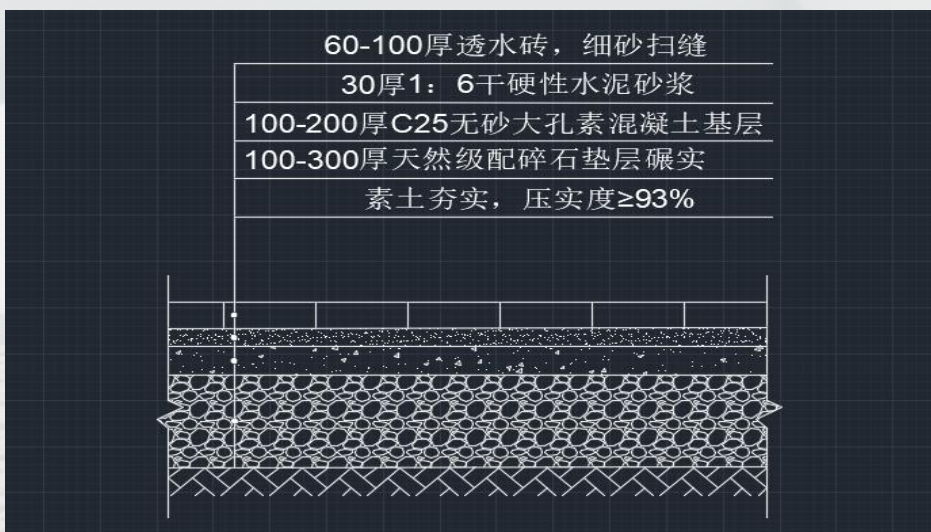 60-100厚透水砖，细砂扫缝
30厚1：6干硬性水泥砂浆
100-200厚C25无砂大孔素混凝土基层
100-300厚天然级配碎石垫层碾实
素土夯实，压实度≥93%